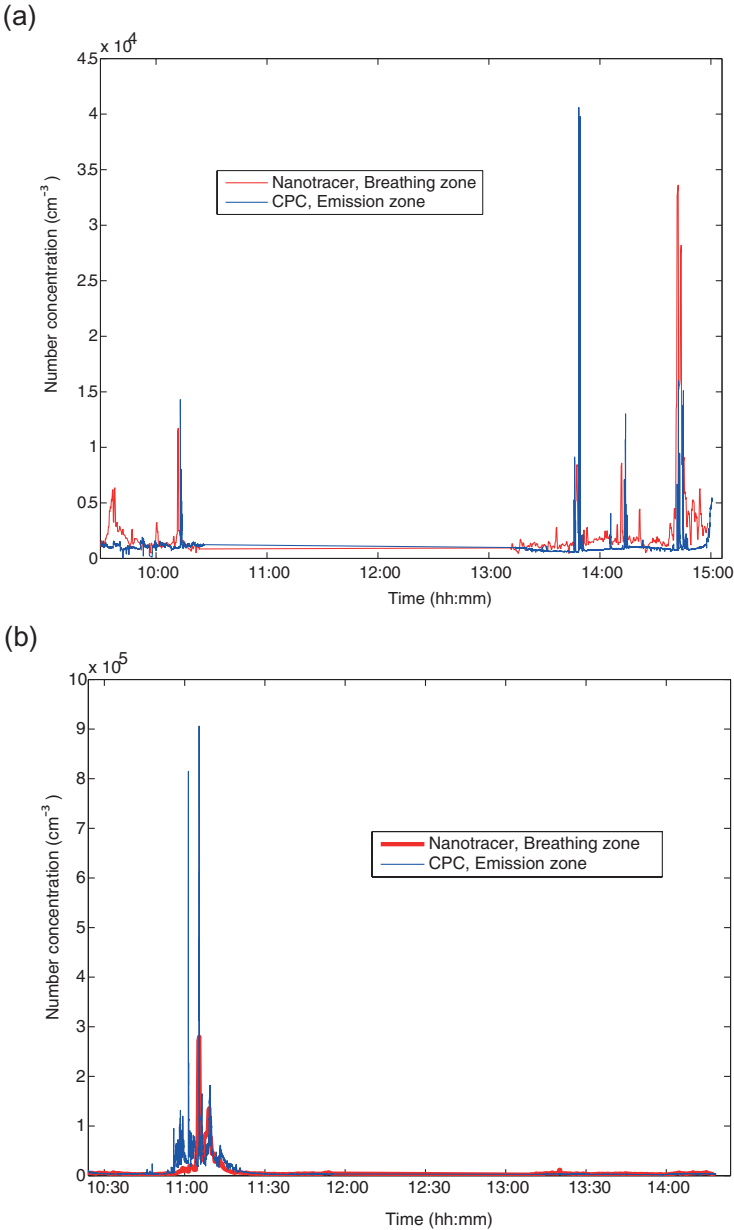 (a)
x 10⁴
4.5
4
3.5
3
2.5
2
1.5
1
0.5
0
Number concentration (cm⁻³ )
Nanotracer, Breathing zone
CPC, Emission zone
10:00 11:00 12:00 13:00 14:00 15:00
Time (hh:mm)
(b)
x 10⁵
10
9
8
7
6
5
4
3
2
1
0
Number concentration (cm⁻³ )
Nanotracer, Breathing zone
CPC, Emission zone
10:30 11:00 11:30 12:00 12:30 13:00 13:30 14:00
Time (hh:mm)